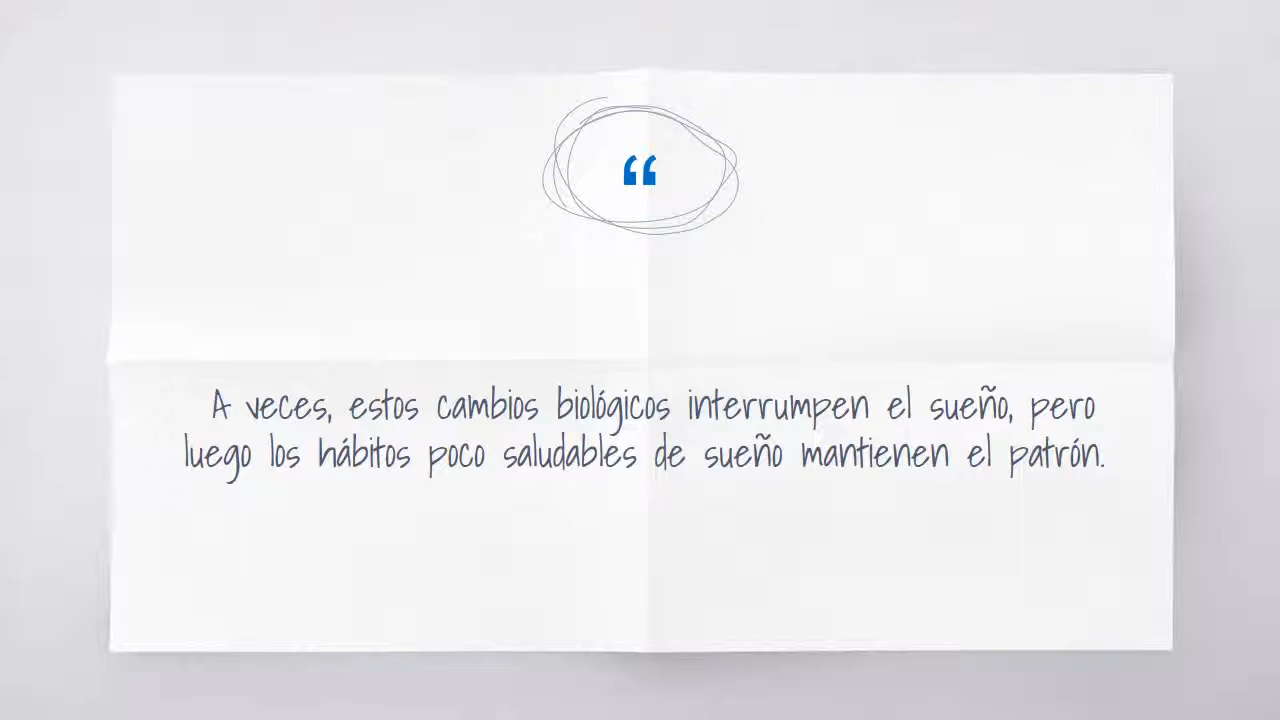 “
A veces, estos cambios biológicos interrumpen el sueño, pero
luego los hábitos poco saludables de sueño mantienen el patrón.